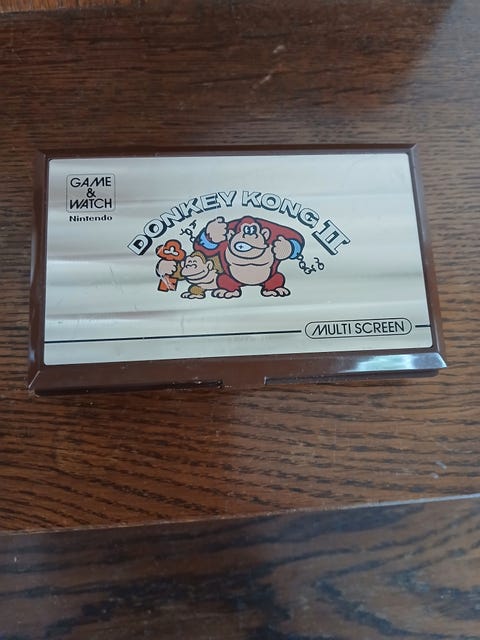 GAME
&
WATCH
Nintendo
DONKEY KONG II
MULTI SCREEN